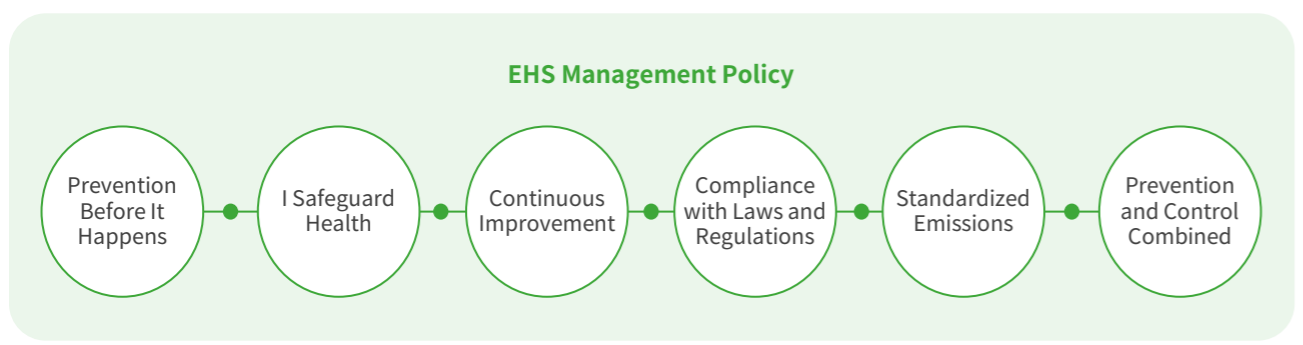 EHS Management Policy
Prevention
Before It
Happens
I Safeguard
Health
Continuous
Improvement
Compliance
with Laws and
Regulations
Standardized
Emissions
Prevention
and Control
Combined